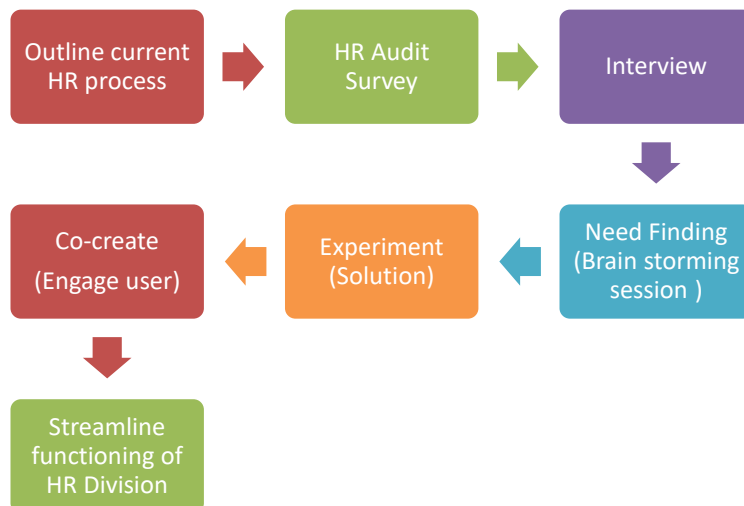 Outline current
HR process
HR Audit
Survey
Interview
Need Finding
(Brain storming
session )
Experiment
(Solution)
Co-create
(Engage user)
Streamline
functioning of
HR Division